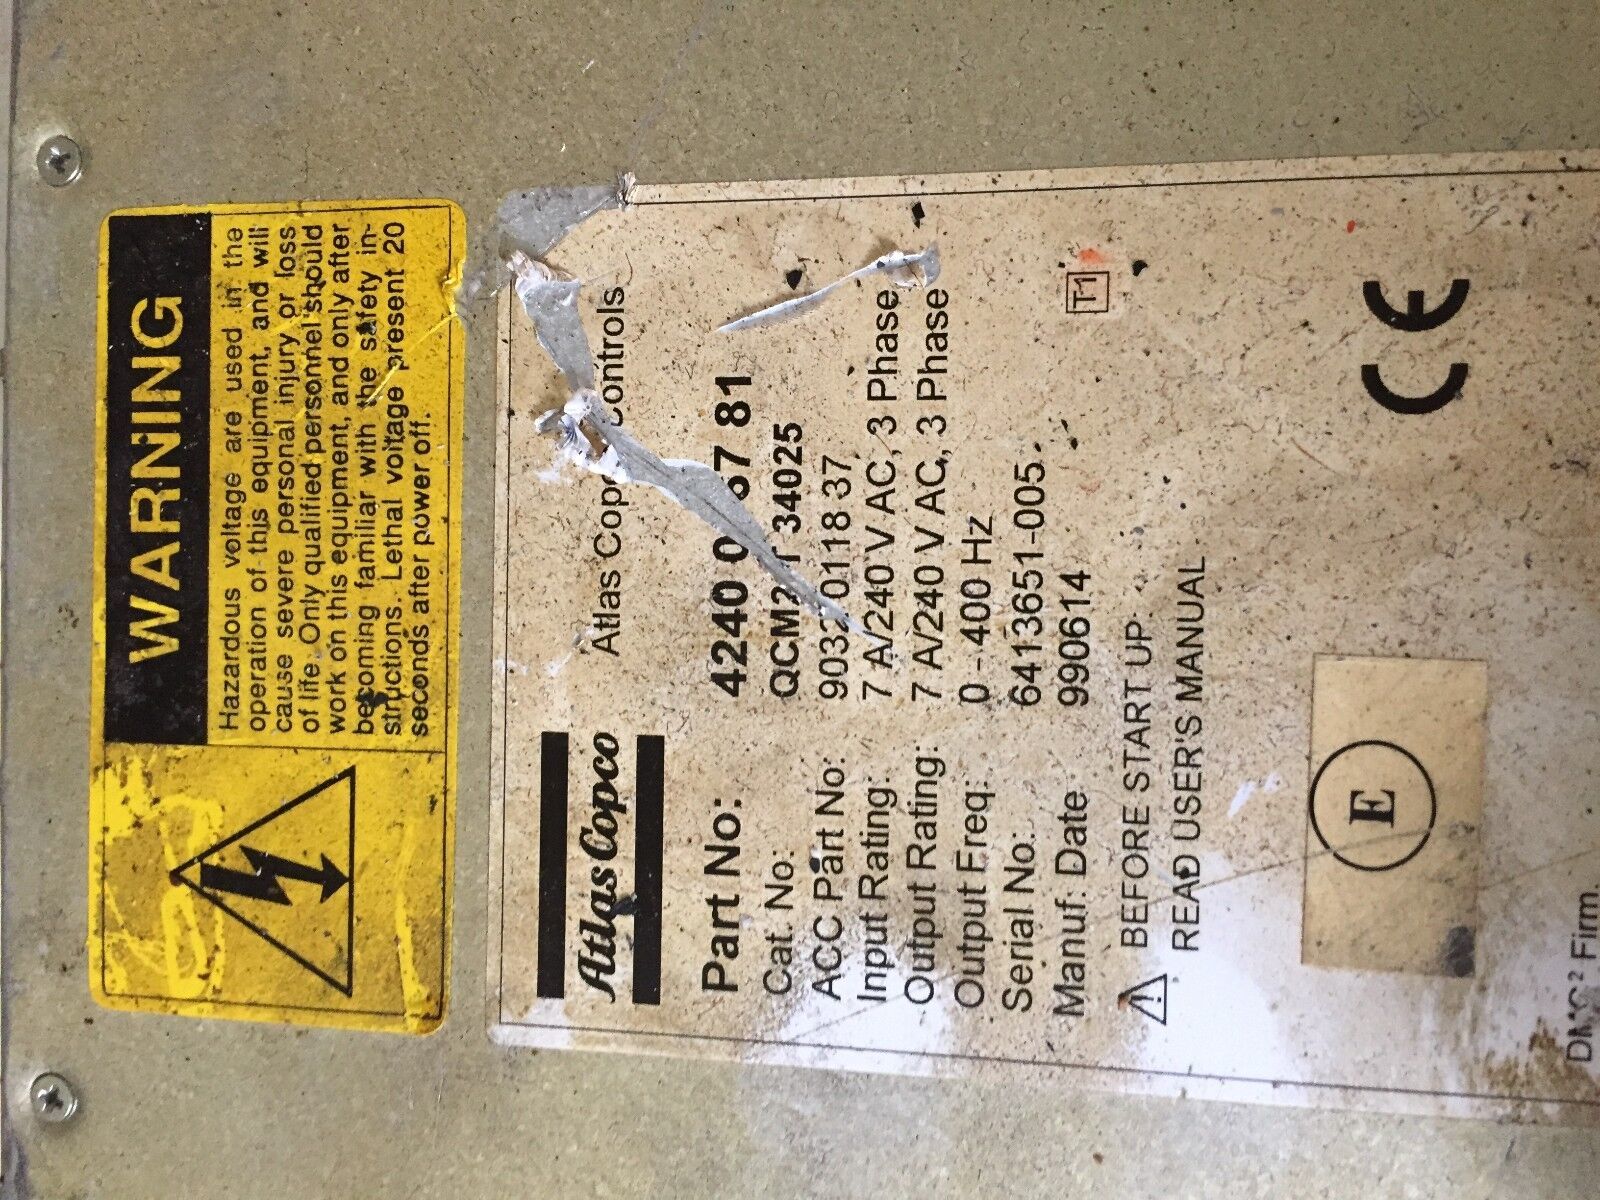 WARNING
Hazardous voltage are used in the
operation of this equipment, and will
cause severe personal injury or loss
of life. Only qualified personnel should
work on this equipment, and only after
becoming familiar with the safety in-
structions. Lethal voltage present 20
seconds after power off.
Atlas Copco Atlas Controls
Part No: 4240 81
Cat. No: 34025
ACC Part No: 0118 37
Input Rating: 7 A/240 V AC, 3 Phase
Output Rating: 7 A/240 V AC, 3 Phase
Output Freq: 0-400 Hz
Serial No.: 6413651-005
Manuf. Date 990614
T1
BEFORE START UP
READ USER'S MANUAL
E
CE
DMC² Firm.